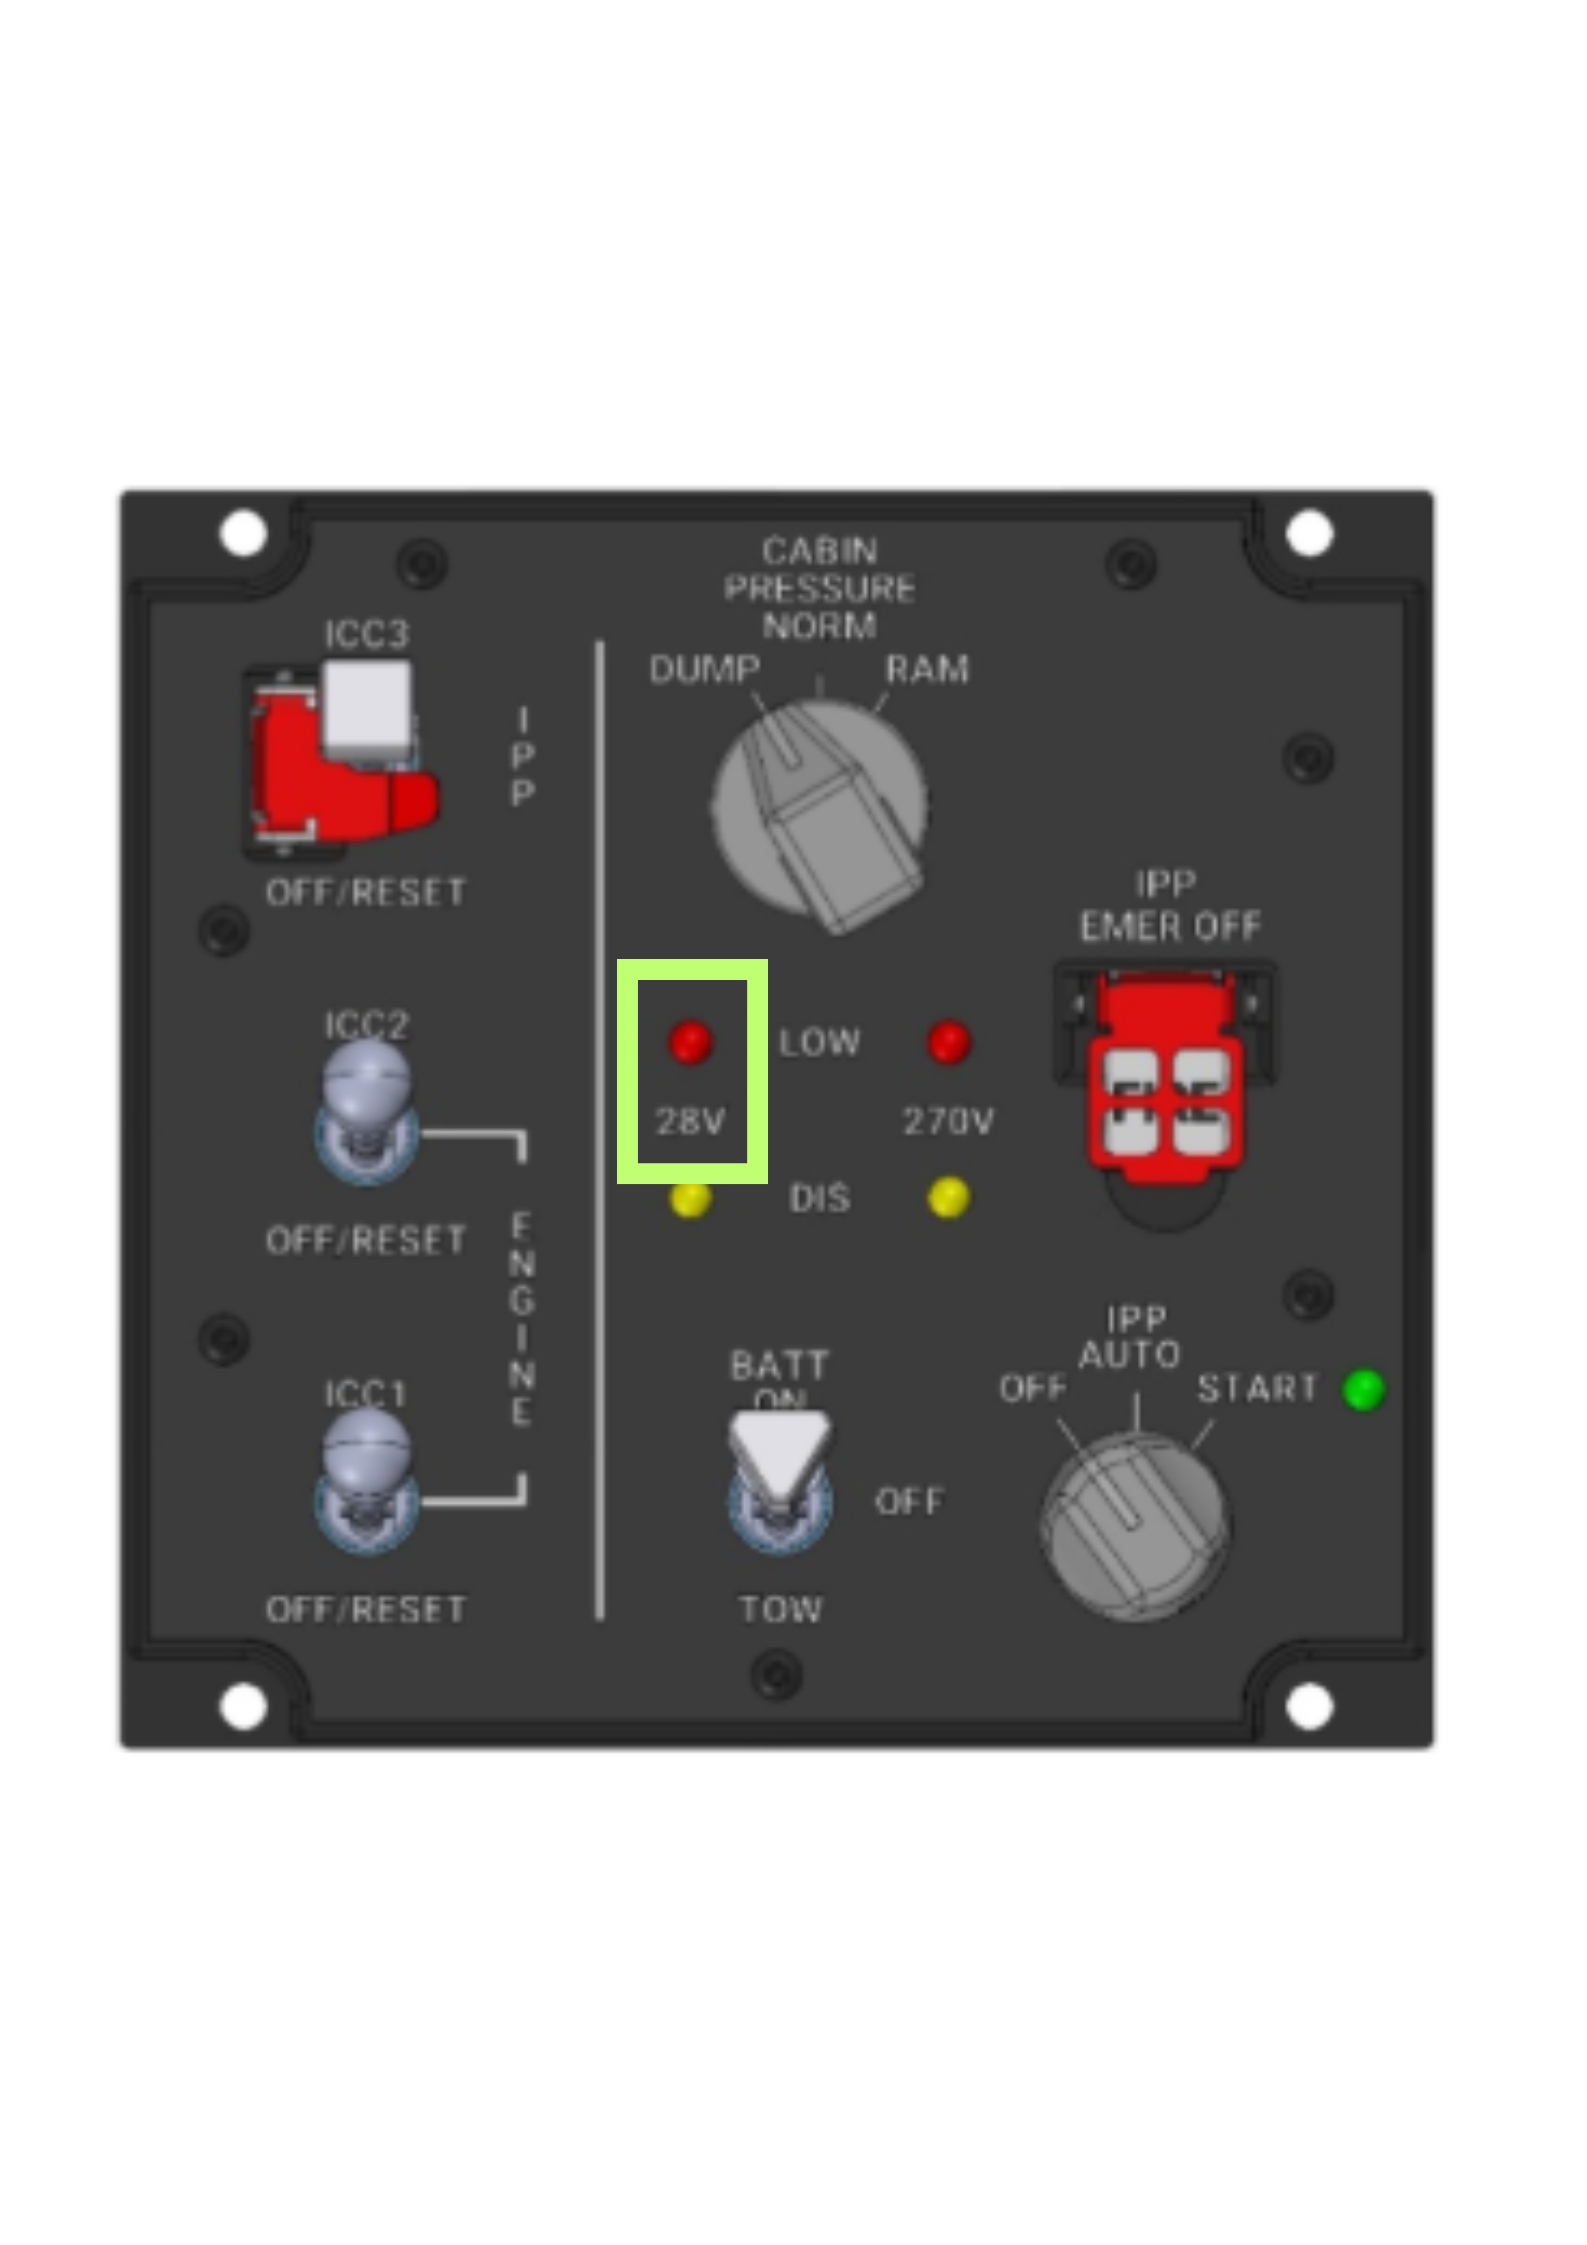 CABIN
PRESSURE
NORM
DUMP
RAM
ICC3
IPP
OFF/RESET
IPP
EMER OFF
ICC2
LOW
28V
270V
DIS
OFF/RESET
ENGINE
IPP
AUTO
OFF
START
BATT
ON
ICC1
OFF
OFF/RESET
TOW